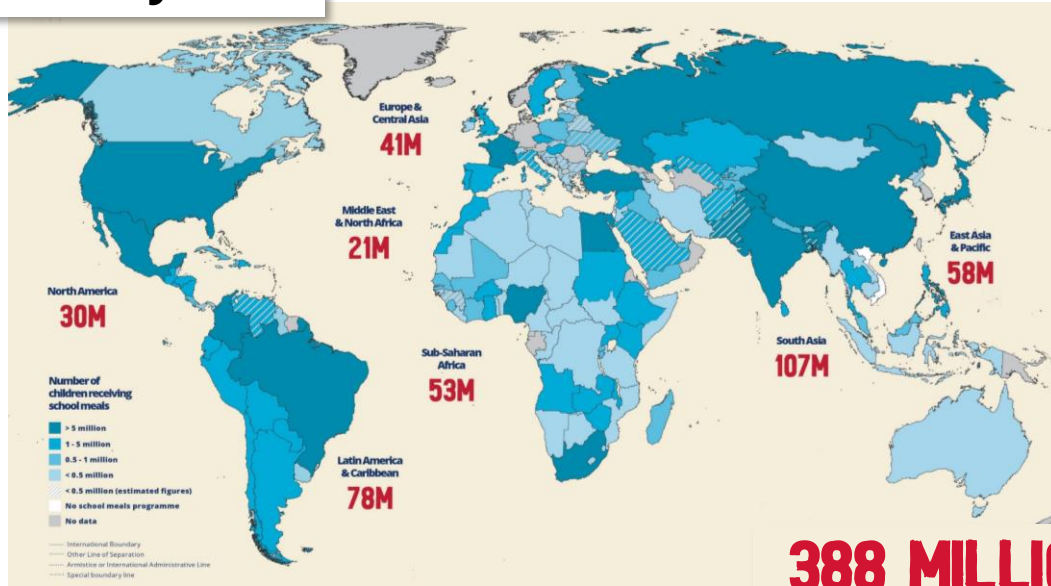 Europe &
Central Asia
41M
Middle East
& North Africa
21M
East Asia
& Pacific
58M
North America
30M
South Asia
107M
Sub-Saharan
Africa
53M
Latin America
& Caribbean
78M
Number of
children receiving
school meals
> 5 million
1 - 5 million
0.5 - 1 million
< 0.5 million
< 0.5 million (estimated figures)
No school meals programme
No data
International Boundary
Other Line of Separation
Armistice or International Administrative Line
Special boundary line
388 MILLI